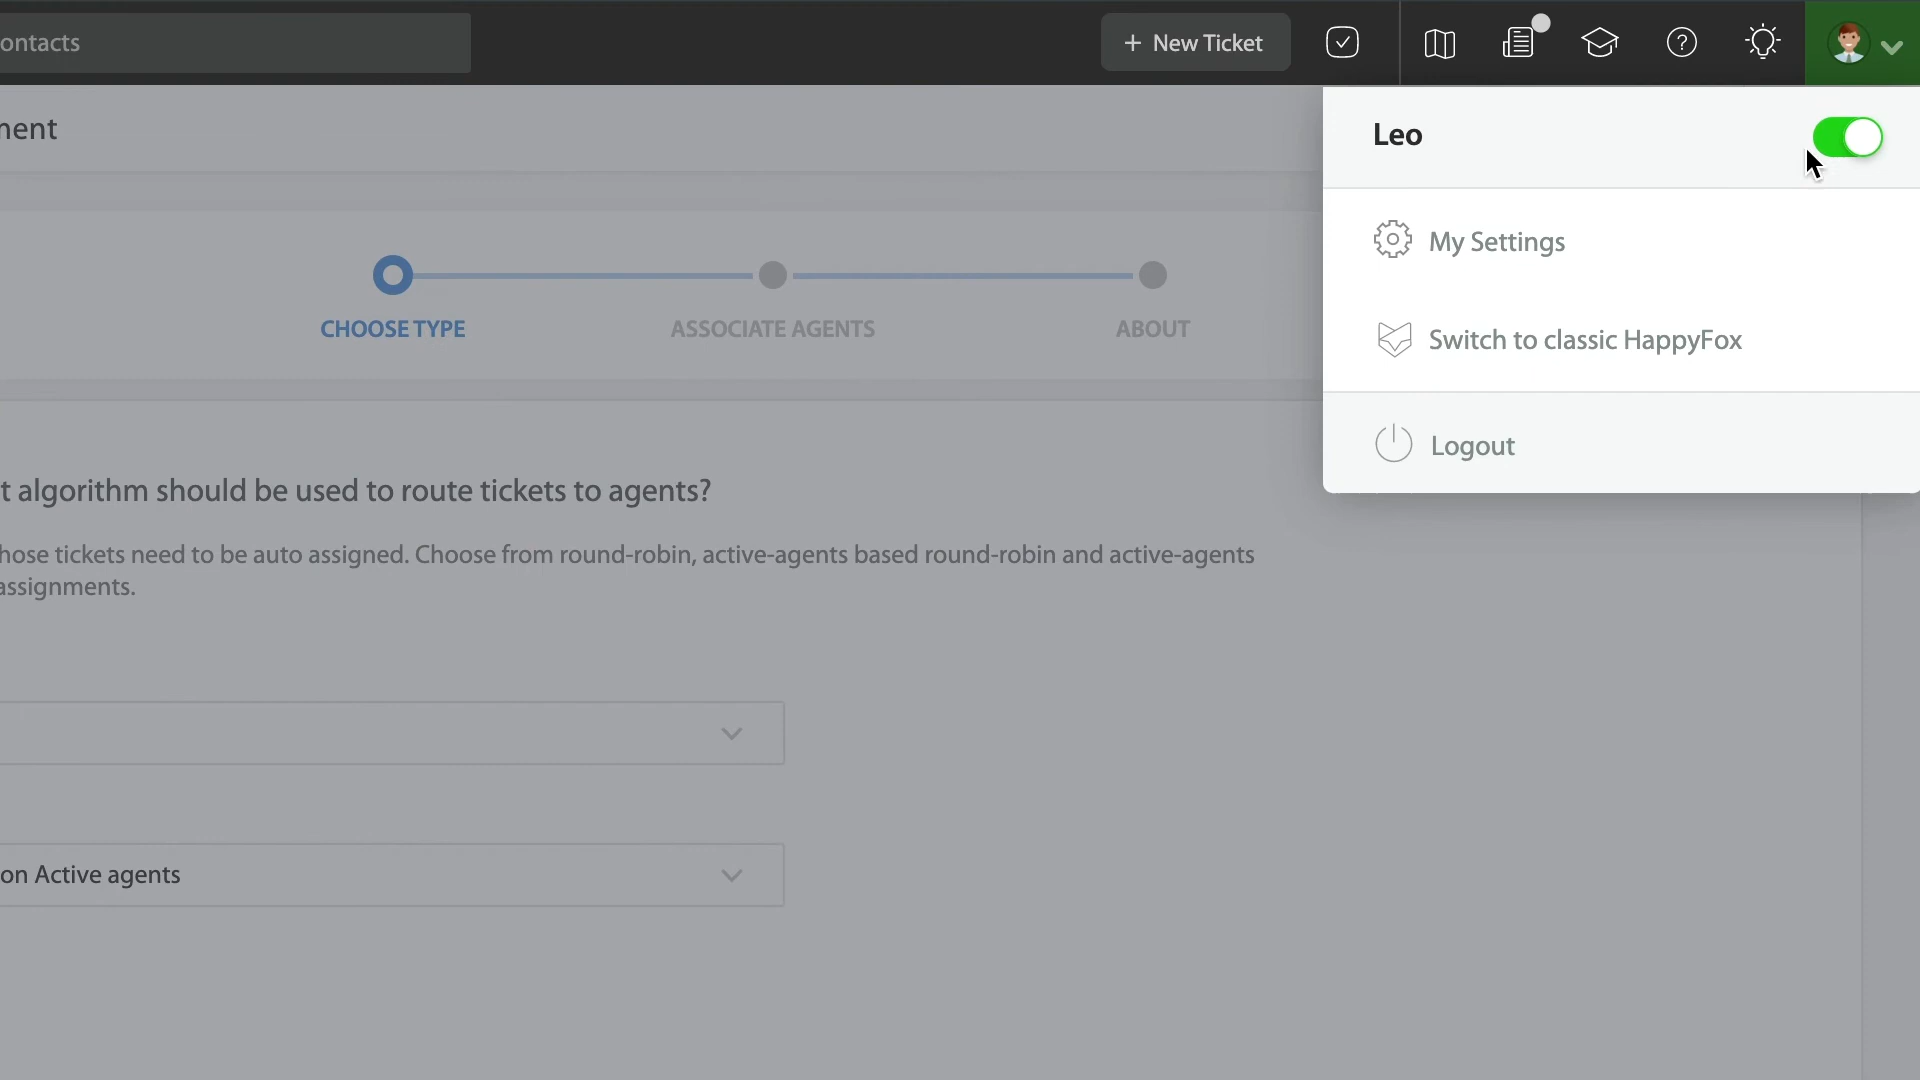 ontacts
+ New Ticket
nent
Leo
My Settings
CHOOSE TYPE
ASSOCIATE AGENTS
ABOUT
Switch to classic HappyFox
Logout
t algorithm should be used to route tickets to agents?
hose tickets need to be auto assigned. Choose from round-robin, active-agents based round-robin and active-agents
assignments.
on Active agents